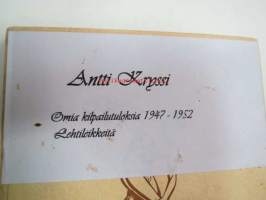 Antti Kryssi
Omia kilpailutuloksia 1947 - 1952
Lehtileikkeitä